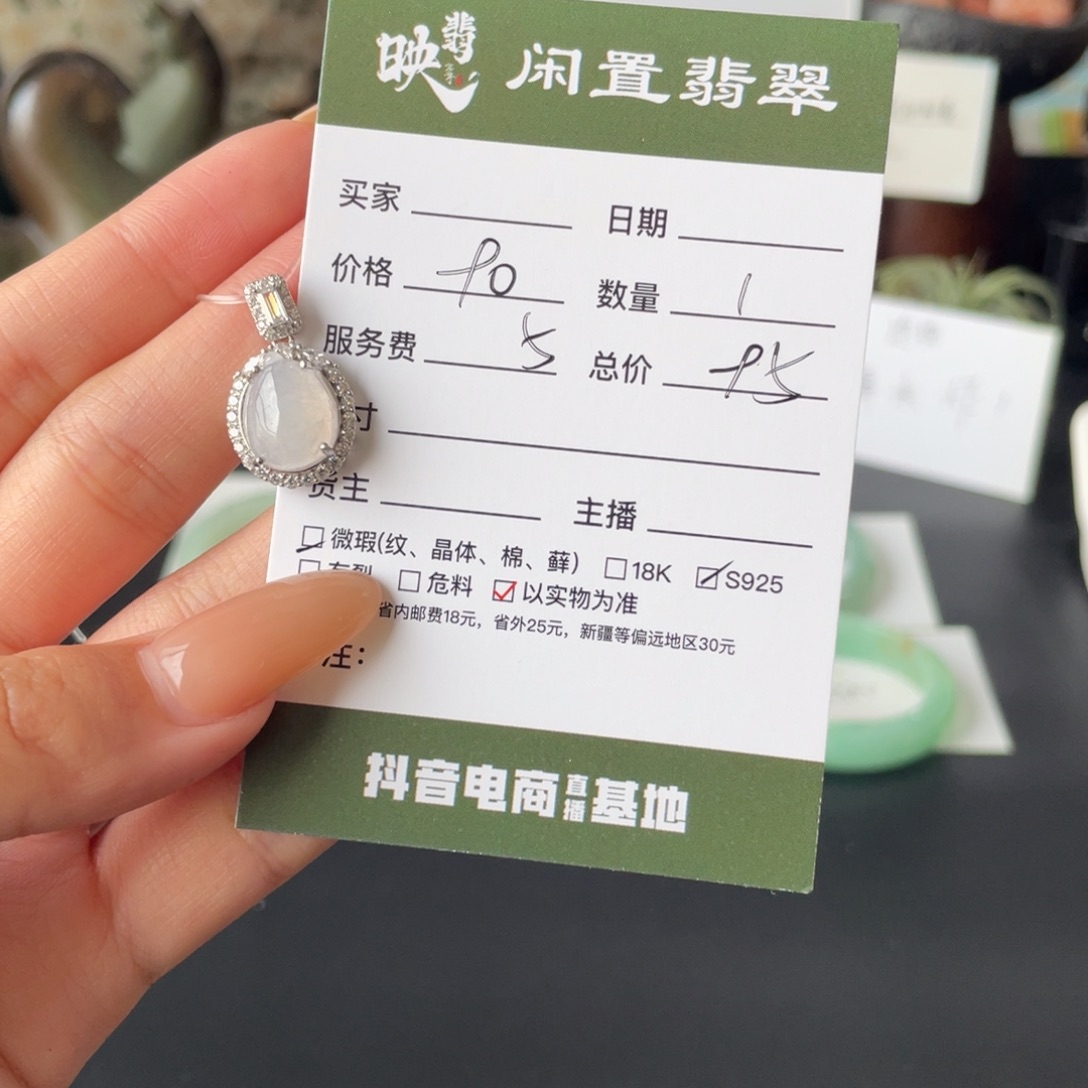 映翡 闲置翡翠
买家 日期
价格 90 数量 1
服务费 5 总价 95
寸
货主 主播
微瑕(纹、晶体、棉、藓) 18K S925
危料 以实物为准
省内邮费18元，省外25元，新疆等偏远地区30元
注：
抖音电商直播基地